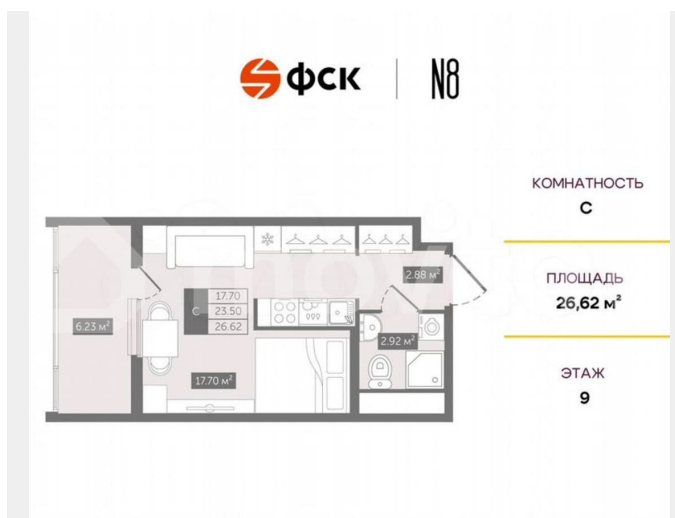 ФСК | N8
КОМНАТНОСТЬ
С
ПЛОЩАДЬ
26,62 м²
ЭТАЖ
9
2.88 м²
17.70
С 23.50
26.62
6.23 м²
2.92 м²
17.70 м²